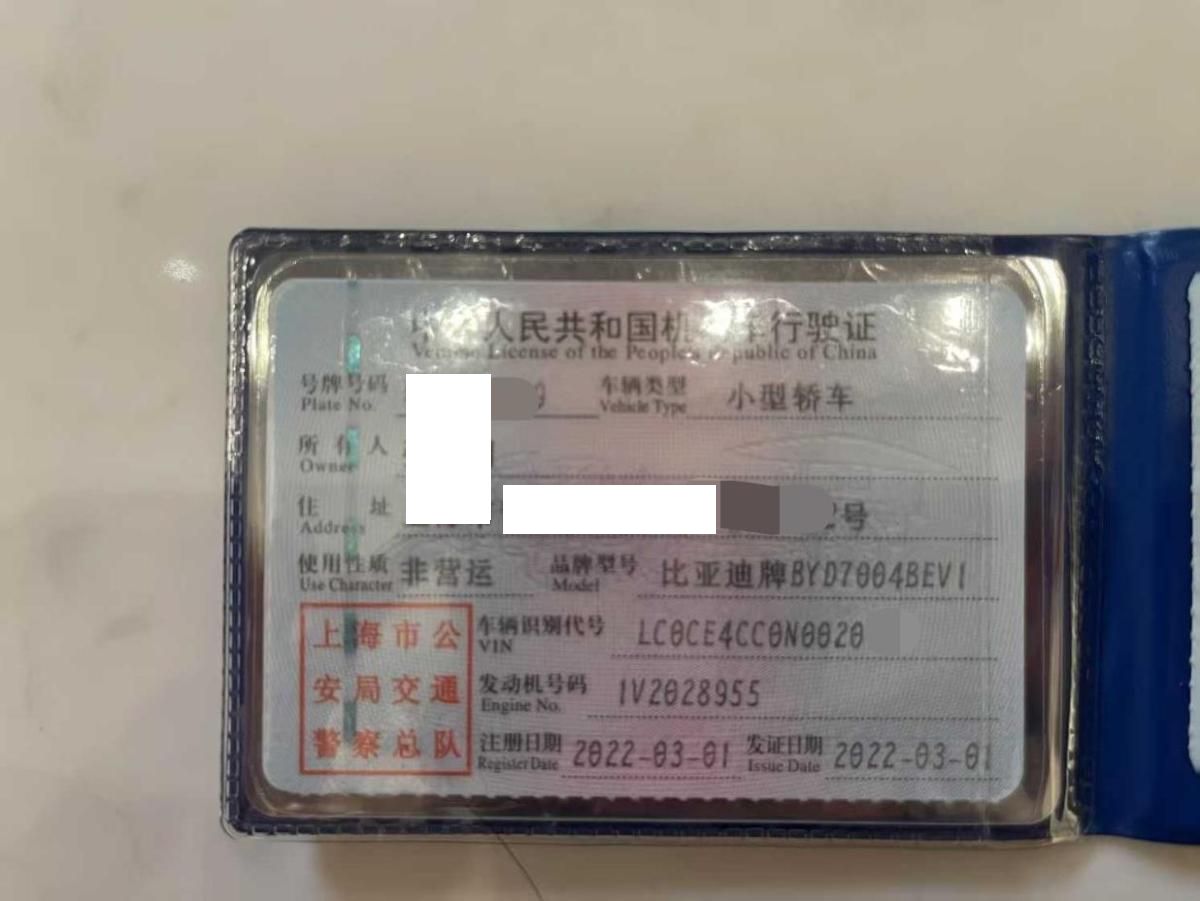 中华人民共和国机动车行驶证
Vehicle License of the People's Republic of China
号牌号码 9 车辆类型 小型轿车
Plate No. Vehicle Type
所有人
Owner
住址 号
Address
使用性质 非营运 品牌型号 比亚迪牌BYD7004BEV1
Use Character Model
上海市公
安局交通
警察总队
车辆识别代号 LC0CE4CC0N0020
VIN
发动机号码 1V2028955
Engine No.
注册日期 2022-03-01 发证日期 2022-03-01
Register Date Issue Date